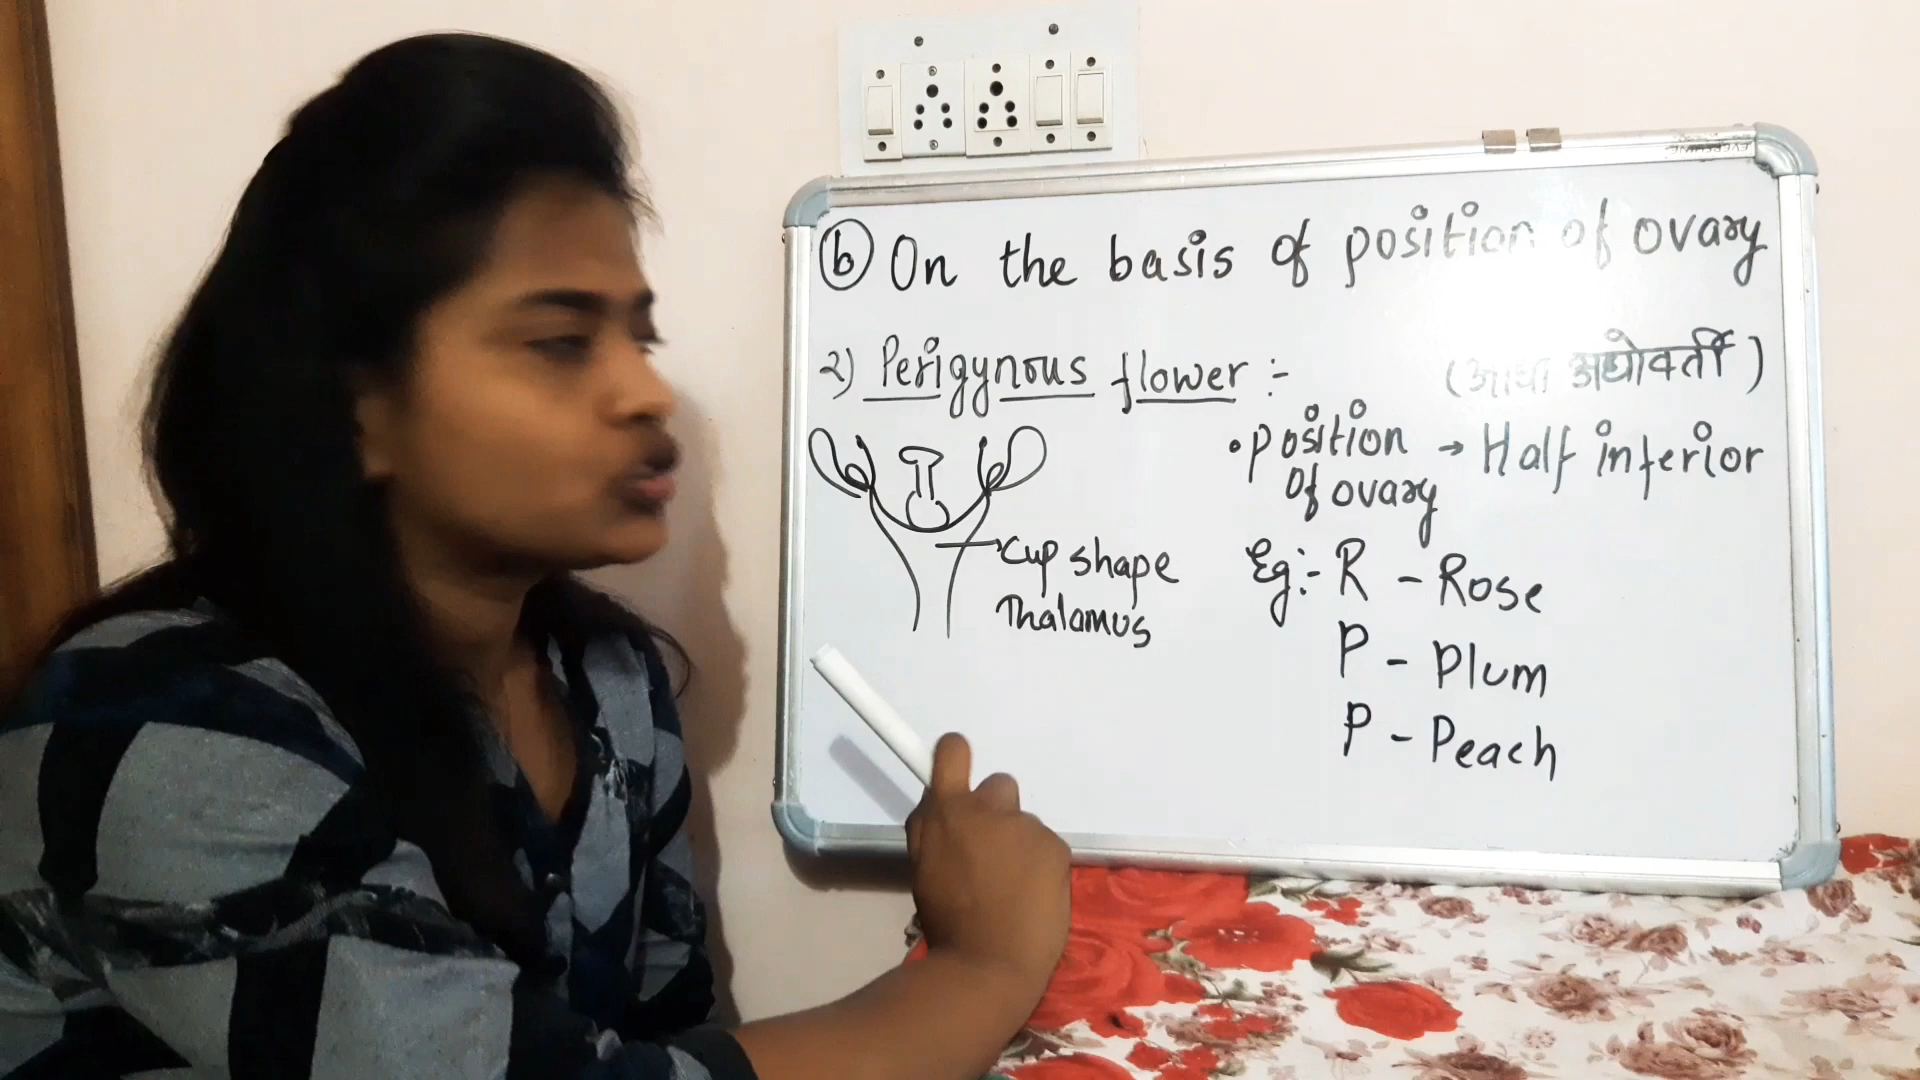 ⓑ On the basis of position of ovary
2) Perigynous flower :-
(आधा अधोवर्ती)
• Position of ovary → Half inferior
Cup shape
Thalamus
Eg:- R - Rose
P - Plum
P - Peach